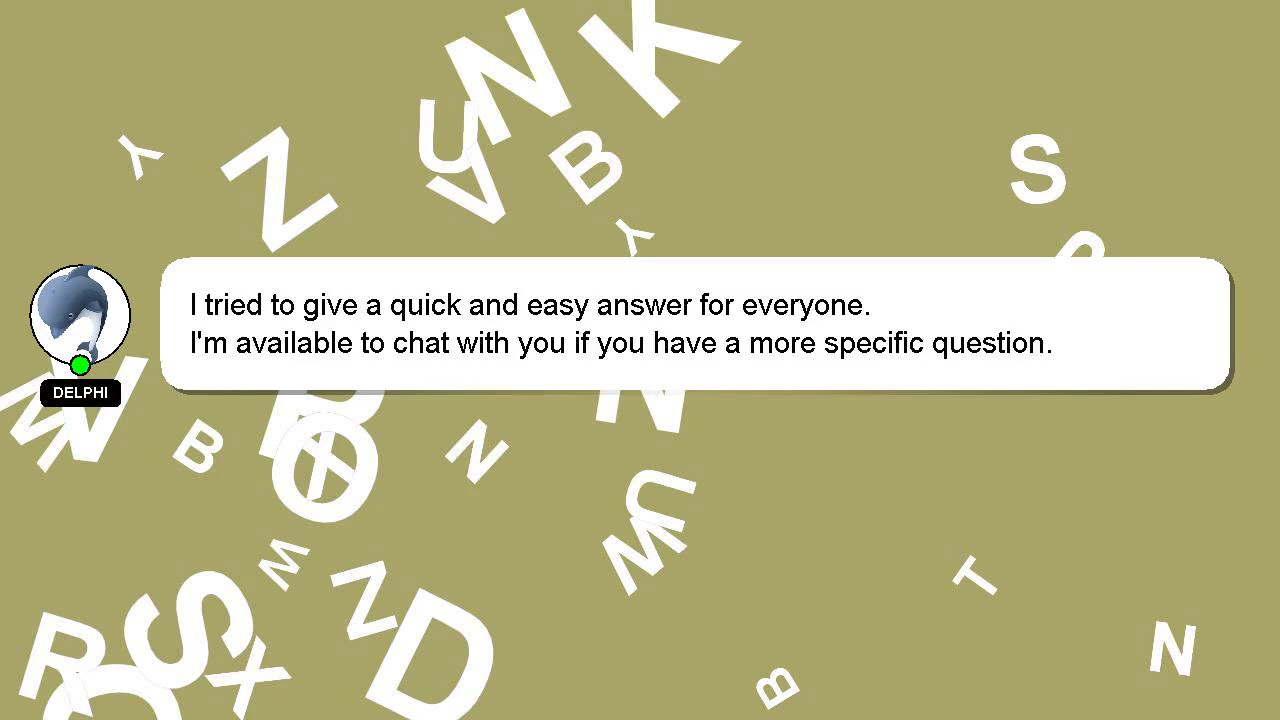 I tried to give a quick and easy answer for everyone.
I'm available to chat with you if you have a more specific question.
DELPHI
K
N
U
Y
Z
V
B
S
Y
B
N
U
W
M
Z
T
S
D
R
X
N
B